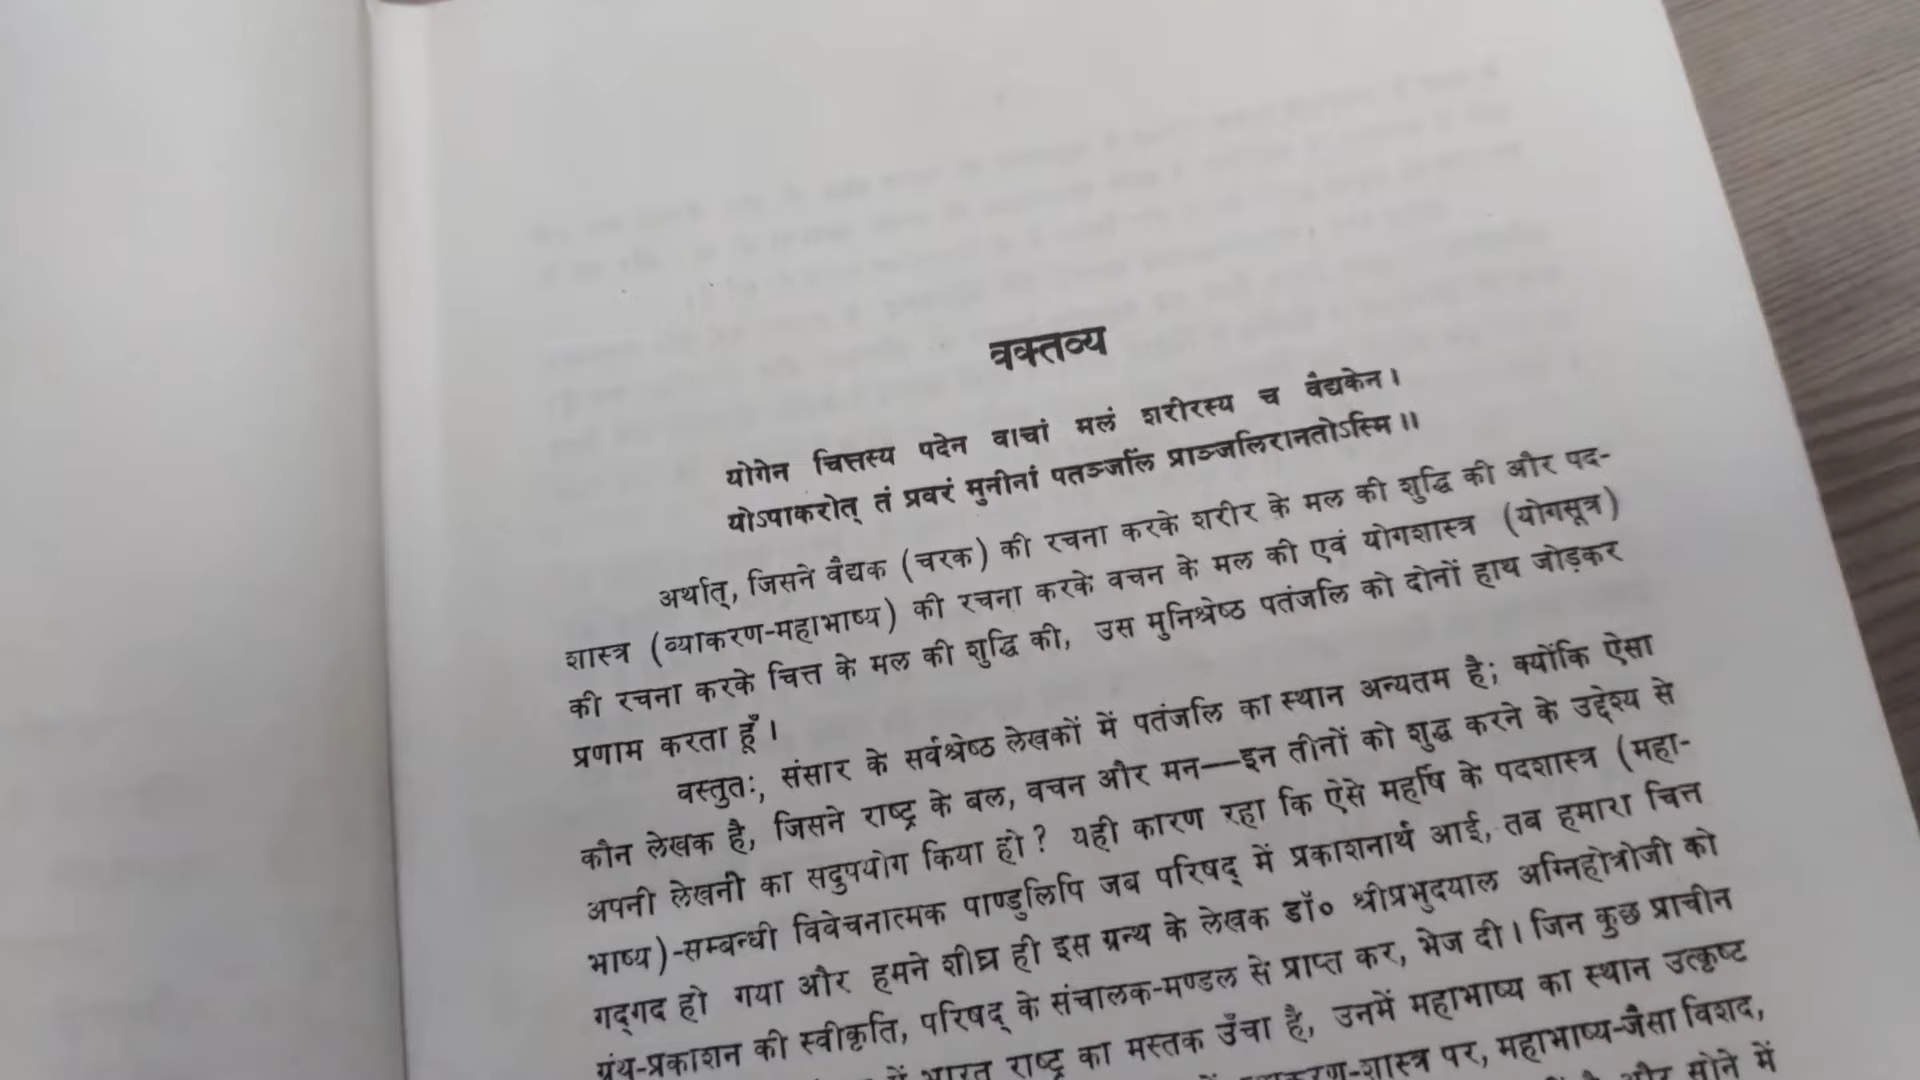 वक्तव्य
योगेन चित्तस्य पदेन वाचां मलं शरीरस्य च वैद्यकेन।
योऽपाकरोत् तं प्रवरं मुनीनां पतञ्जलिं प्राञ्जलिरानतोऽस्मि॥
अर्थात्, जिसने वैद्यक (चरक) की रचना करके शरीर के मल की शुद्धि की और पद-
शास्त्र (व्याकरण-महाभाष्य) की रचना करके वचन के मल की एवं योगशास्त्र (योगसूत्र)
की रचना करके चित्त के मल की शुद्धि की, उस मुनिश्रेष्ठ पतंजलि को दोनों हाथ जोड़कर
प्रणाम करता हूँ।
वस्तुतः, संसार के सर्वश्रेष्ठ लेखकों में पतंजलि का स्थान अन्यतम है; क्योंकि ऐसा
कौन लेखक है, जिसने राष्ट्र के बल, वचन और मन—इन तीनों को शुद्ध करने के उद्देश्य से
अपनी लेखनी का सदुपयोग किया हो? यही कारण रहा कि ऐसे महर्षि के पदशास्त्र (महा-
भाष्य)-सम्बन्धी विवेचनात्मक पाण्डुलिपि जब परिषद् में प्रकाशनार्थ आई, तब हमारा चित्त
गद्गद हो गया और हमने शीघ्र ही इस ग्रन्थ के लेखक डॉ० श्रीप्रभुदयाल अग्निहोत्रोजी को
ग्रंथ-प्रकाशन की स्वीकृति, परिषद् के संचालक-मण्डल से प्राप्त कर, भेज दी। जिन कुछ प्राचीन
में भारत राष्ट्र का मस्तक उँचा है, उनमें महाभाष्य का स्थान उत्कृष्ट
शास्त्र पर, महाभाष्य-जैसा विशद,
और सोने में